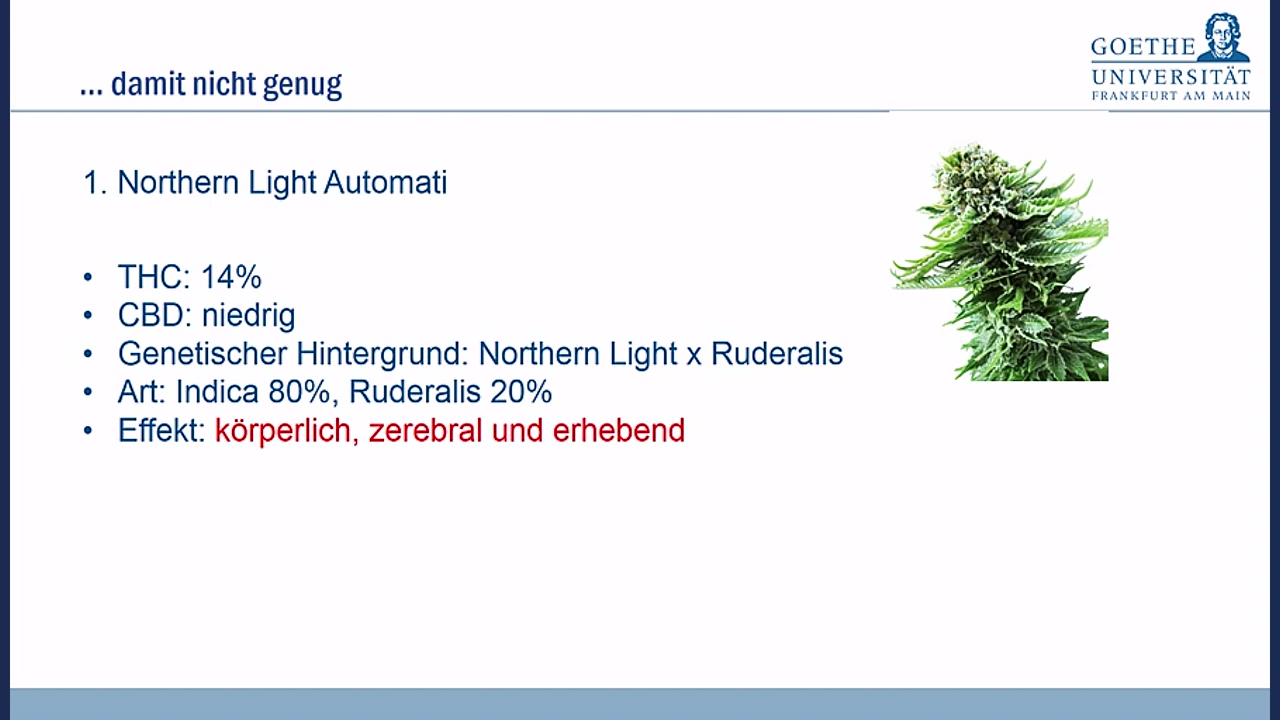 ... damit nicht genug
GOETHE
UNIVERSITÄT
FRANKFURT AM MAIN
1. Northern Light Automati
• THC: 14%
• CBD: niedrig
• Genetischer Hintergrund: Northern Light x Ruderalis
• Art: Indica 80%, Ruderalis 20%
• Effekt: körperlich, zerebral und erhebend